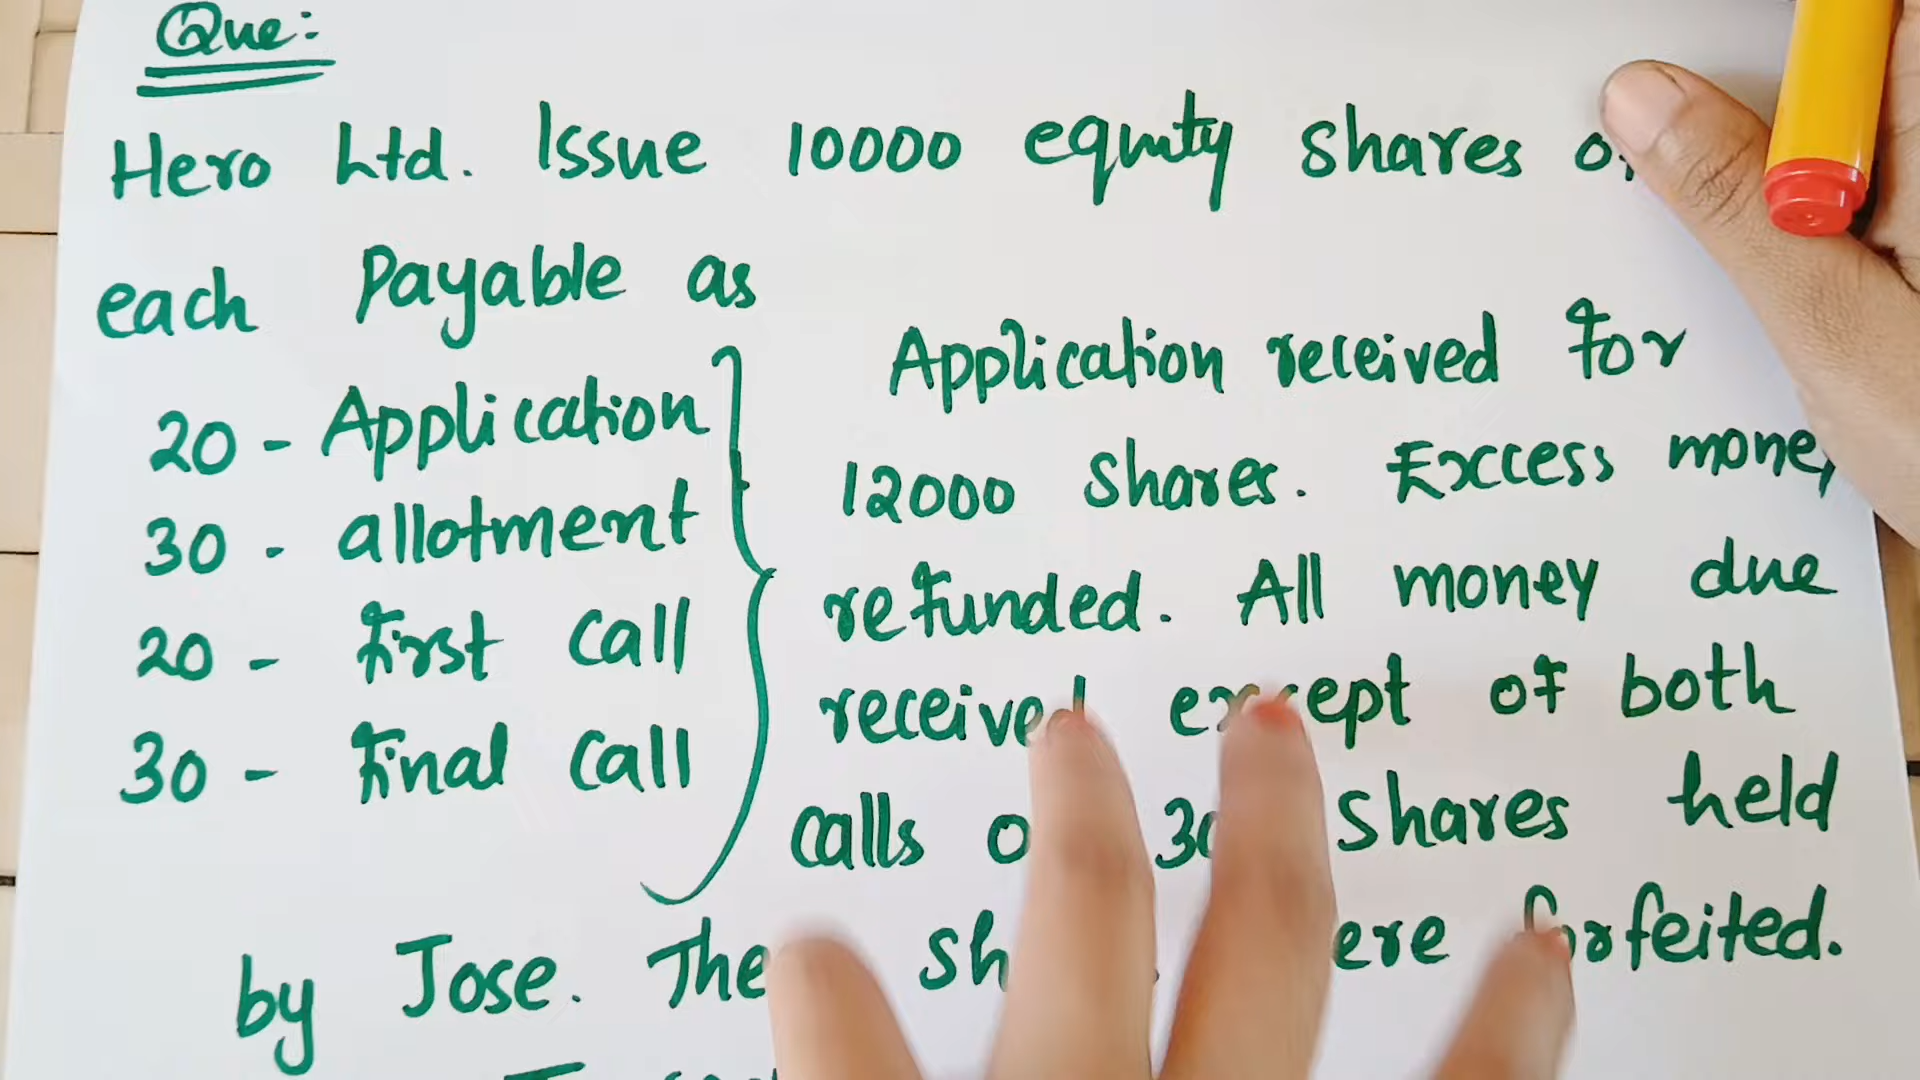 Que:
Hero Ltd. Issue 10000 equity shares
each Payable as
20 - Application
30 - allotment
20 - First call
30 - Final call
Application received for
12000 shares. Excess money
refunded. All money due
received except of both
calls shares held
by Jose. The forfeited.